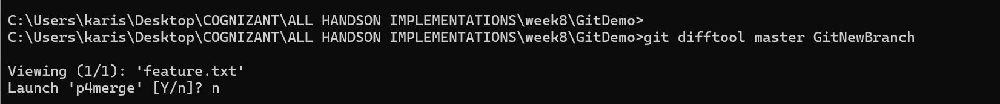 C:\Users\karis\Desktop\COGNIZANT\ALL HANDSON IMPLEMENTATIONS\week8\GitDemo>
C:\Users\karis\Desktop\COGNIZANT\ALL HANDSON IMPLEMENTATIONS\week8\GitDemo>git difftool master GitNewBranch
Viewing (1/1): 'feature.txt'
Launch 'p4merge' [Y/n]? n